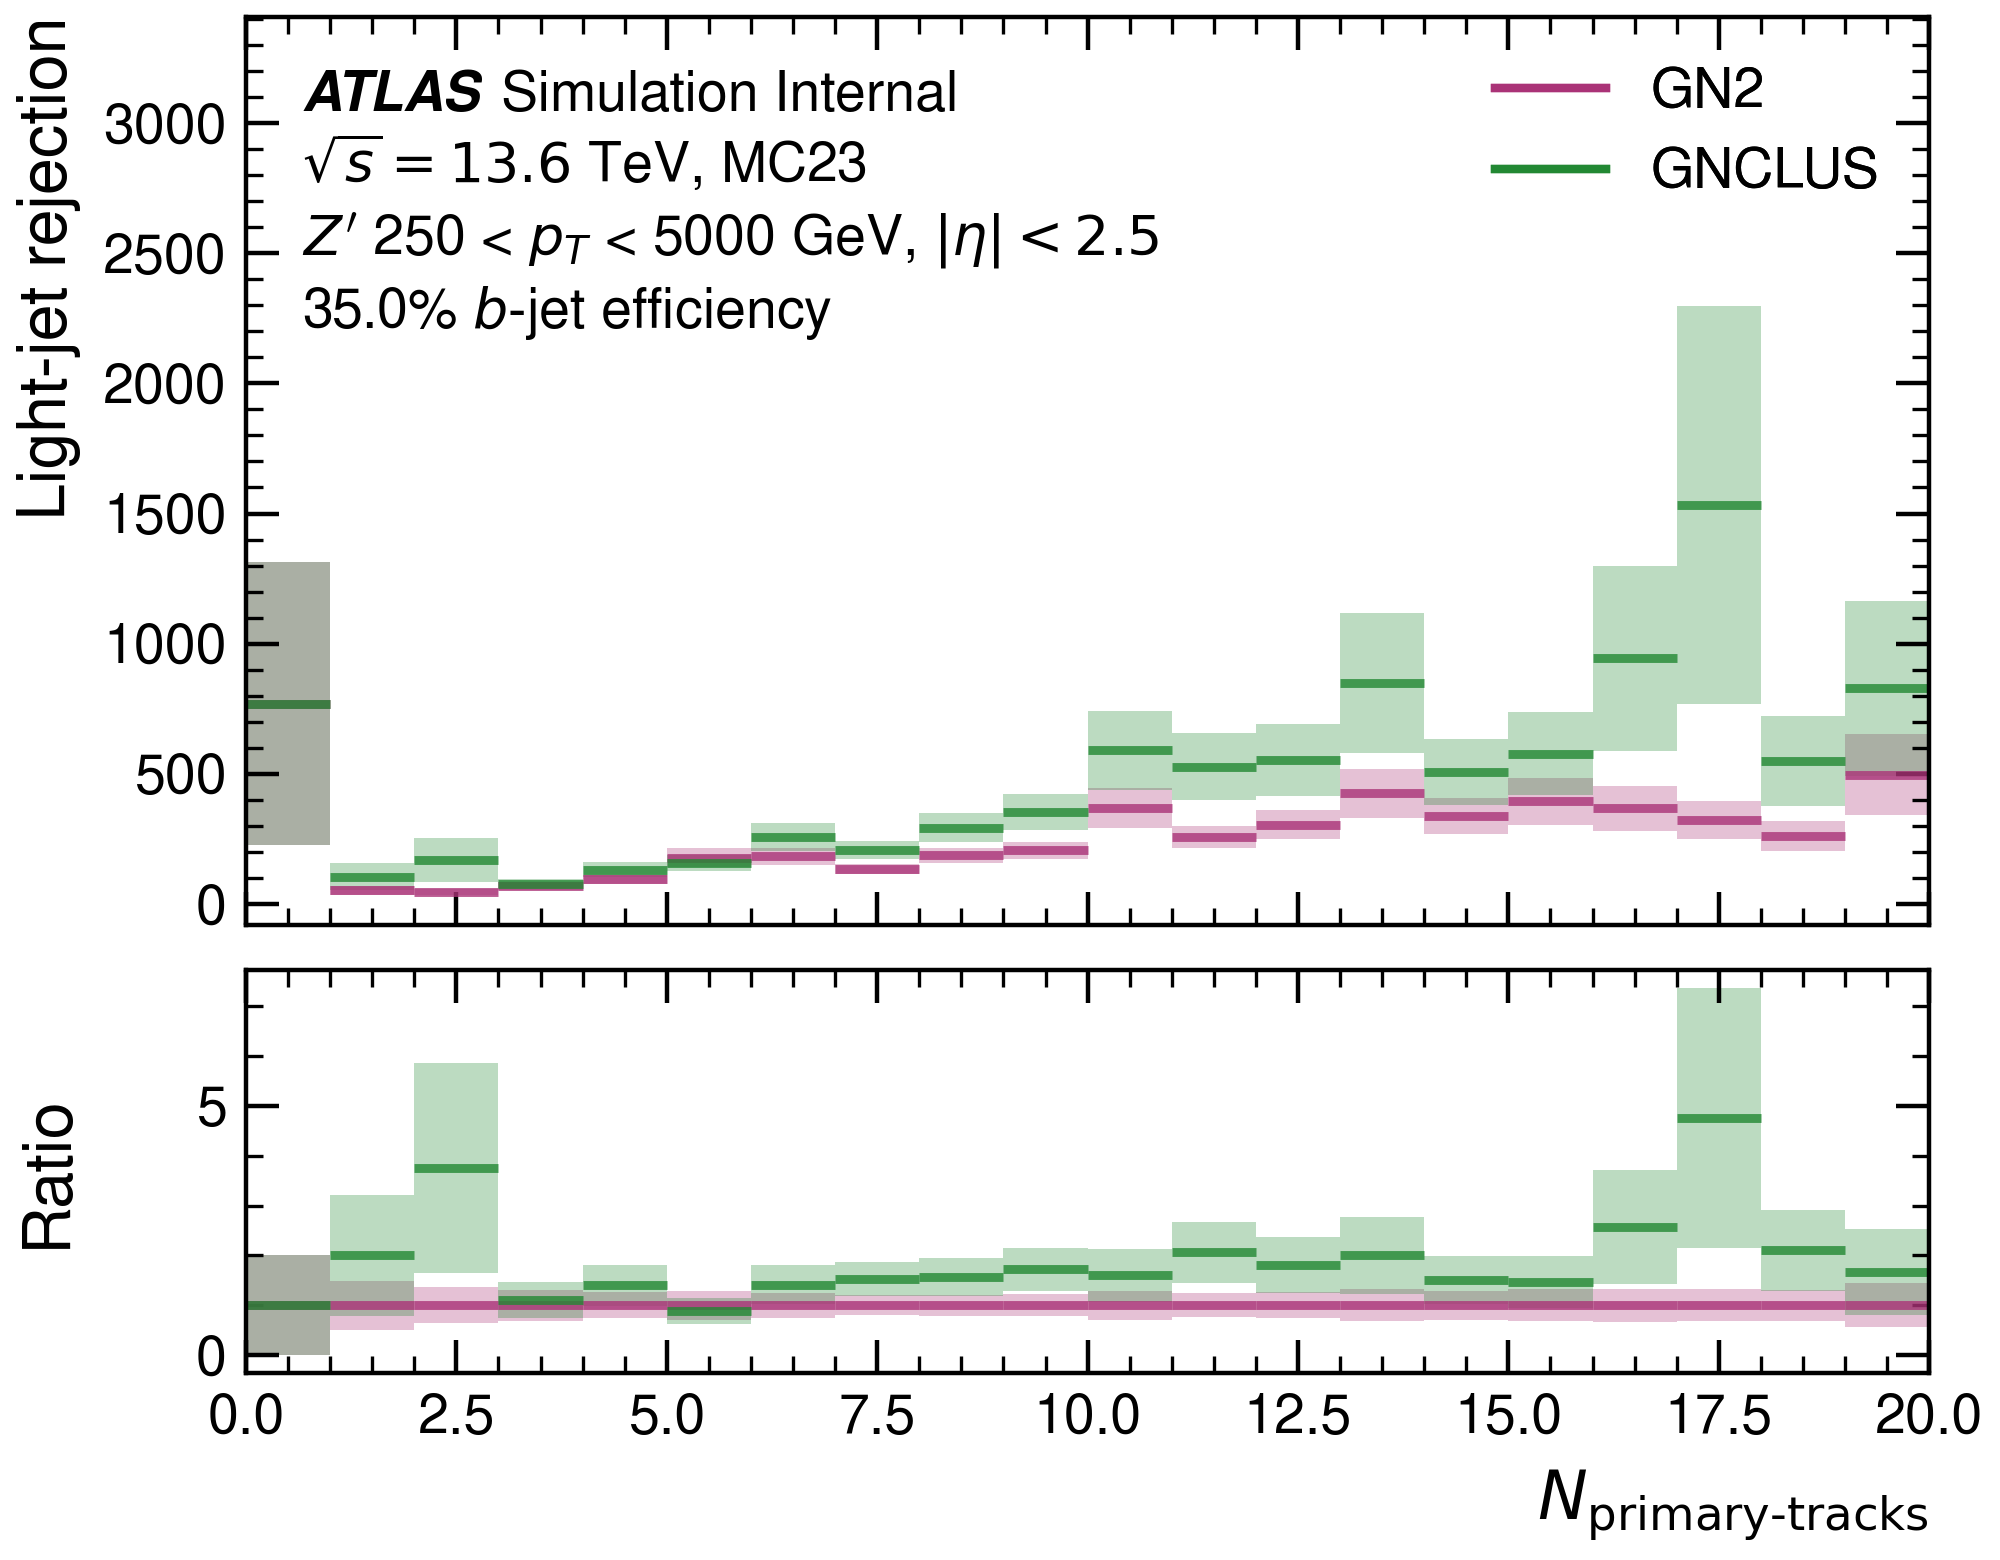 Light-jet rejection
3000
2500
2000
1500
1000
500
0
ATLAS Simulation Internal
√s = 13.6 TeV, MC23
Z′ 250 < pT < 5000 GeV, |η| < 2.5
35.0% b-jet efficiency
GN2
GNCLUS
Ratio
5
0
0.0 2.5 5.0 7.5 10.0 12.5 15.0 17.5 20.0
Nprimary-tracks